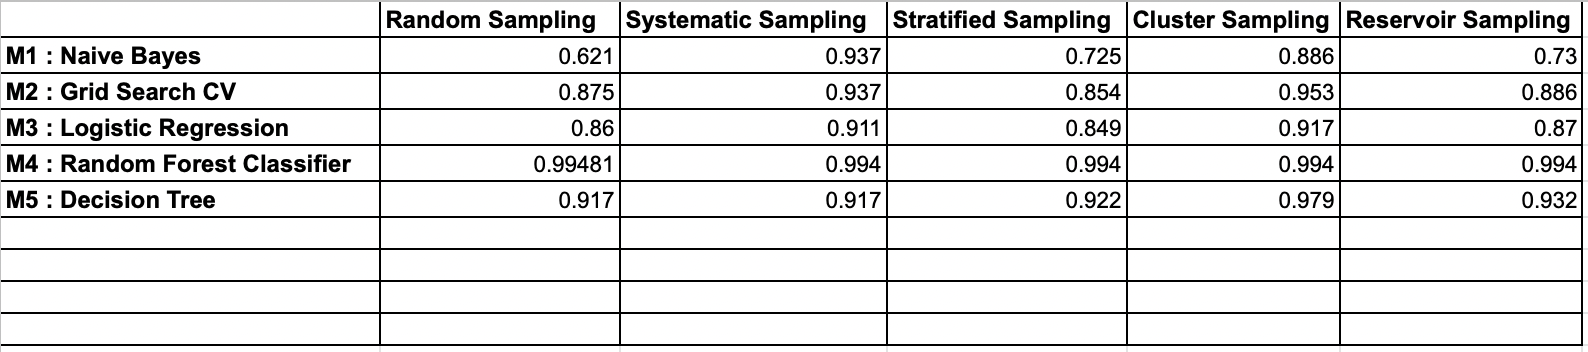 Random Sampling Systematic Sampling Stratified Sampling Cluster Sampling Reservoir Sampling
M1 : Naive Bayes 0.621 0.937 0.725 0.886 0.73
M2 : Grid Search CV 0.875 0.937 0.854 0.953 0.886
M3 : Logistic Regression 0.86 0.911 0.849 0.917 0.87
M4 : Random Forest Classifier 0.99481 0.994 0.994 0.994 0.994
M5 : Decision Tree 0.917 0.917 0.922 0.979 0.932